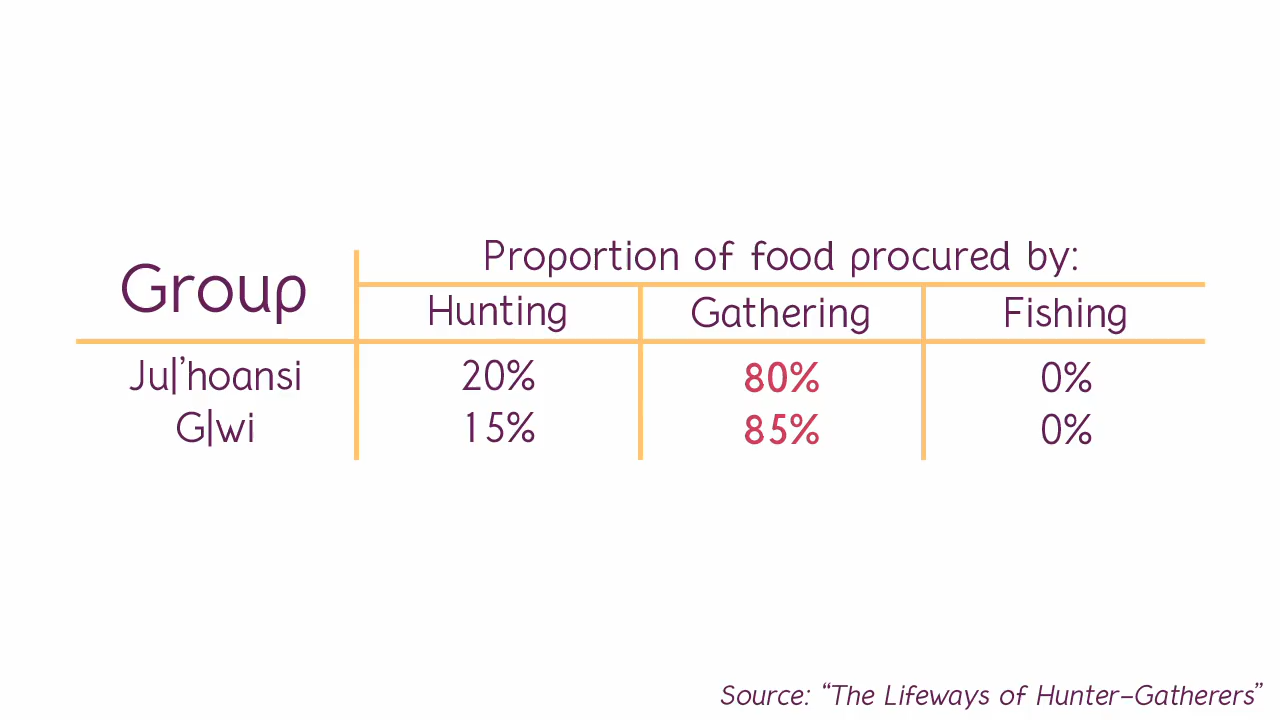 Group
Proportion of food procured by:
Hunting Gathering Fishing
Ju|’hoansi 20% 80% 0%
G|wi 15% 85% 0%
Source: “The Lifeways of Hunter-Gatherers”